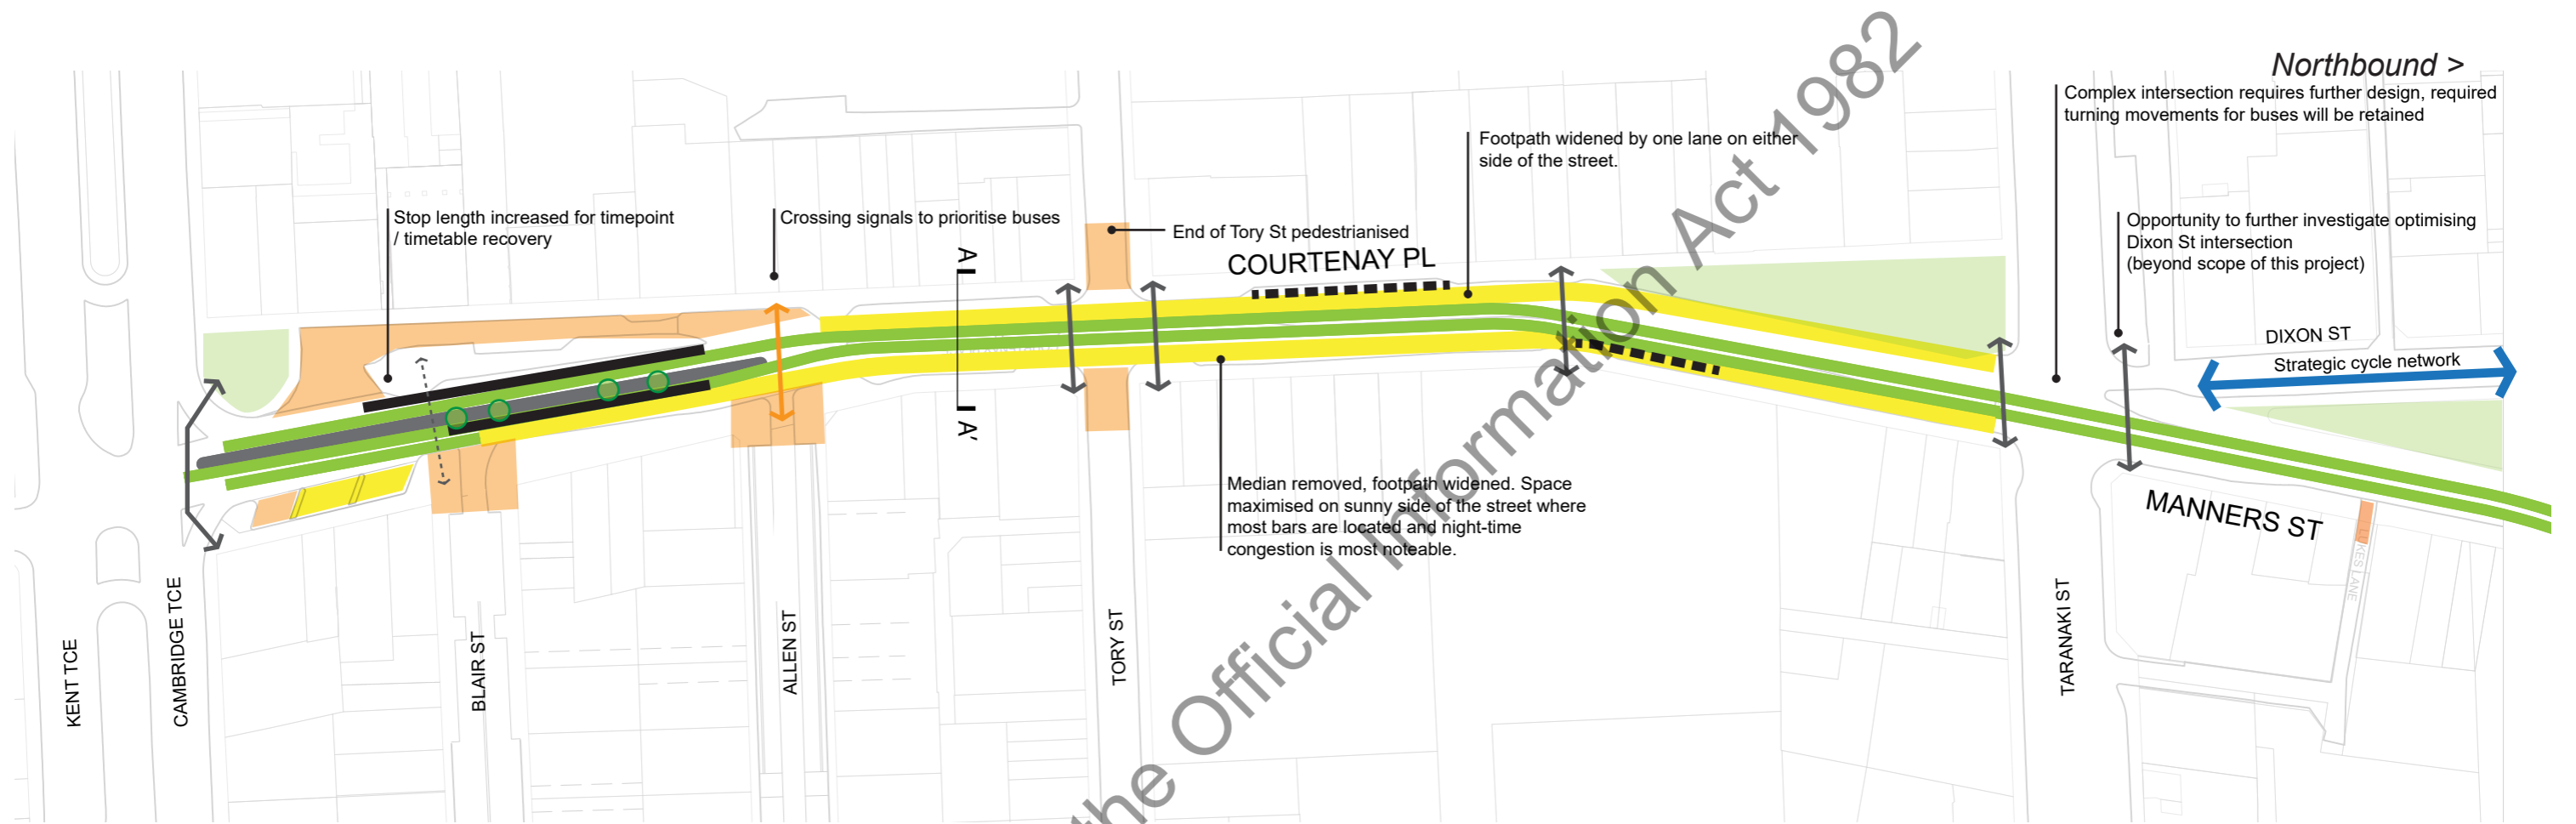 Northbound >
Complex intersection requires further design, required
turning movements for buses will be retained
Footpath widened by one lane on either
side of the street.
Stop length increased for timepoint
/ timetable recovery
Crossing signals to prioritise buses
End of Tory St pedestrianised
Opportunity to further investigate optimising
Dixon St intersection
(beyond scope of this project)
A
COURTENAY PL
DIXON ST
Strategic cycle network
A'
Median removed, footpath widened. Space
maximised on sunny side of the street where
most bars are located and night-time
congestion is most noteable.
MANNERS ST
LUKES LANE
KENT TCE
CAMBRIDGE TCE
BLAIR ST
ALLEN ST
TORY ST
TARANAKI ST
the Official Information Act 1982